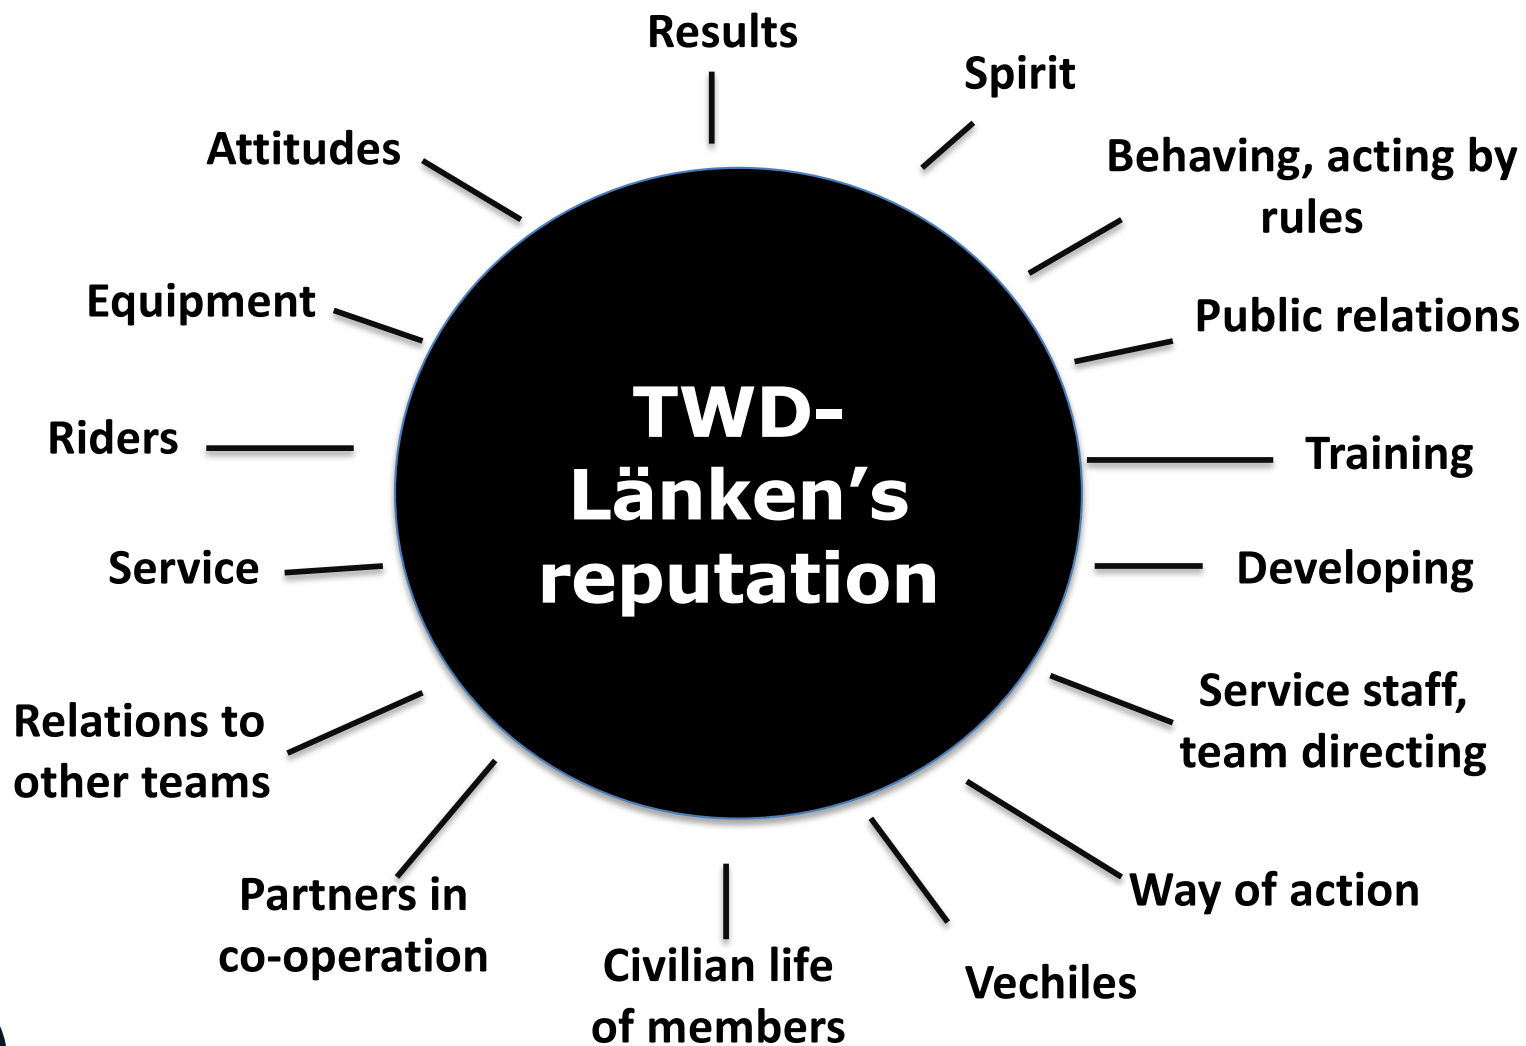 Results
Spirit
Attitudes
Behaving, acting by
rules
Equipment
Public relations
TWD-
Länken’s
reputation
Riders
Training
Service
Developing
Relations to
other teams
Service staff,
team directing
Partners in
co-operation
Way of action
Civilian life
of members
Vechiles